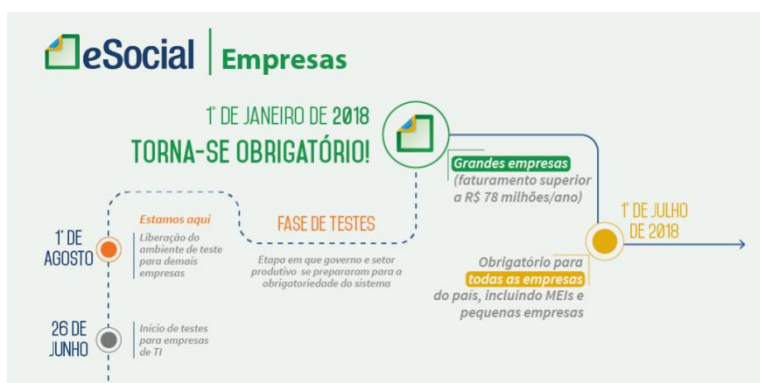 eSocial Empresas
1º DE JANEIRO DE 2018
TORNA-SE OBRIGATÓRIO!
Grandes empresas
(faturamento superior
a R$ 78 milhões/ano)
1º DE JULHO
DE 2018
Obrigatório para
todas as empresas
do país, incluindo MEIs e
pequenas empresas
FASE DE TESTES
Etapa em que governo e setor
produtivo se prepararam para a
obrigatoriedade do sistema
1º DE
AGOSTO
Estamos aqui
Liberação do
ambiente de teste
para demais
empresas
26 DE
JUNHO
Início de testes
para empresas
de TI